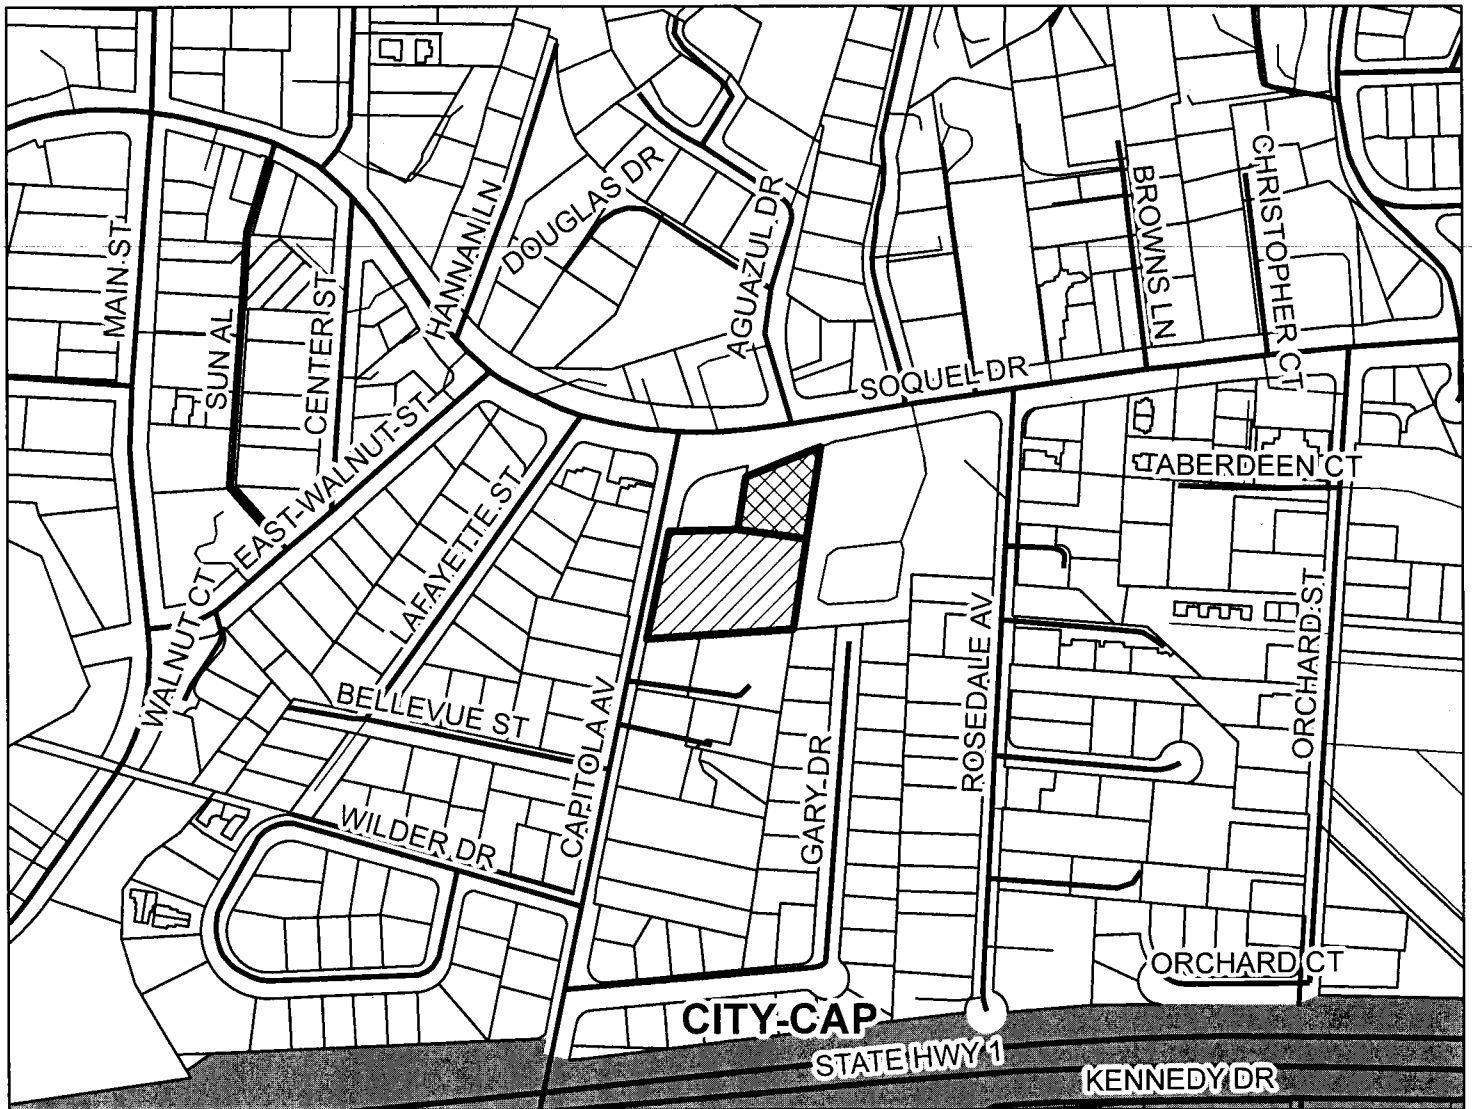 MAIN ST
SUN AL
CENTER ST
HANNAN LN
DOUGLAS DR
AGUAZUL DR
BROWNS LN
CHRISTOPHER CT
SOQUEL DR
EAST WALNUT ST
LAFAYETTE ST
TABERDEEN CT
WALNUT CT
BELLEVUE ST
CAPITOLA AV
ROSEDALE AV
ORCHARD ST
GARY DR
WILDER DR
ORCHARD CT
CITY-CAP
STATE HWY 1
KENNEDY DR